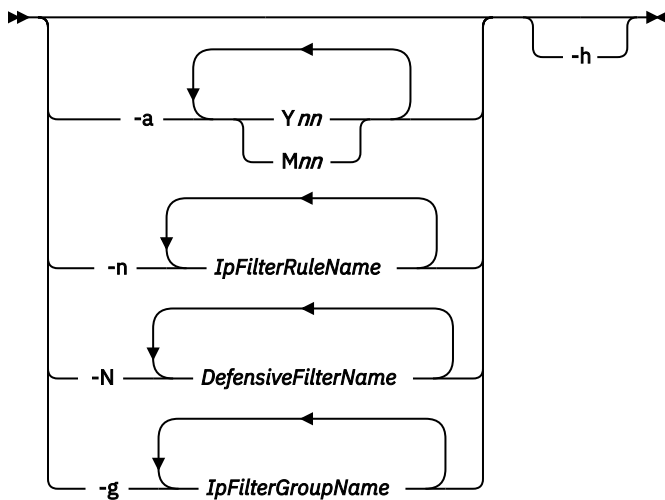 -h
-a Ynn
Mnn
-n IpFilterRuleName
-N DefensiveFilterName
-g IpFilterGroupName